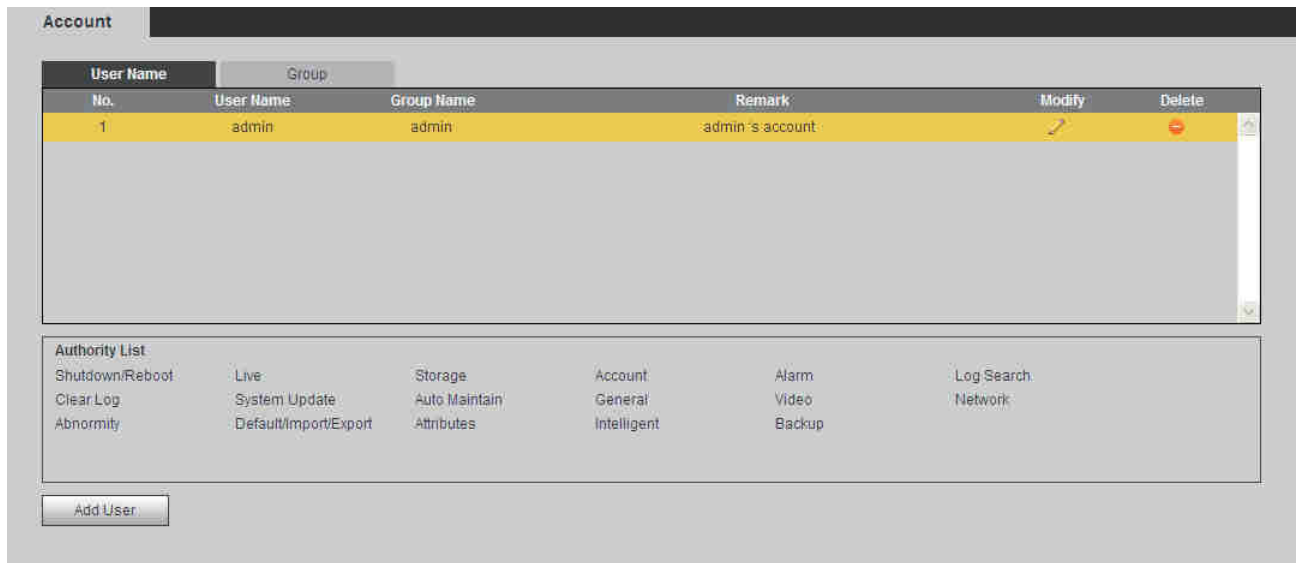 Account
User Name Group
No. User Name Group Name Remark Modify Delete
1 admin admin admin 's account
Authority List
Shutdown/Reboot Live Storage Account Alarm Log Search
Clear Log System Update Auto Maintain General Video Network
Abnormity Default/Import/Export Attributes Intelligent Backup
Add User